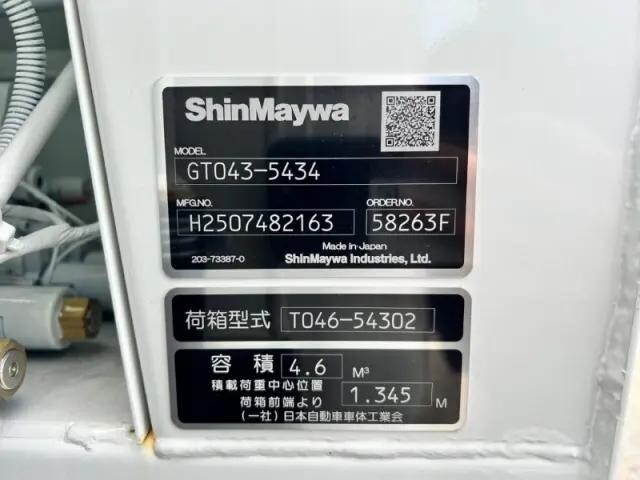 ShinMaywa
MODEL
GT043-5434
MFG.NO. ORDER.NO.
H2507482163 58263F
Made in Japan
203-73387-0 ShinMaywa Industries, Ltd.
荷箱型式 T046-54302
容積 4.6 M³
積載荷重中心位置
荷箱前端より 1.345 M
(一社)日本自動車車体工業会